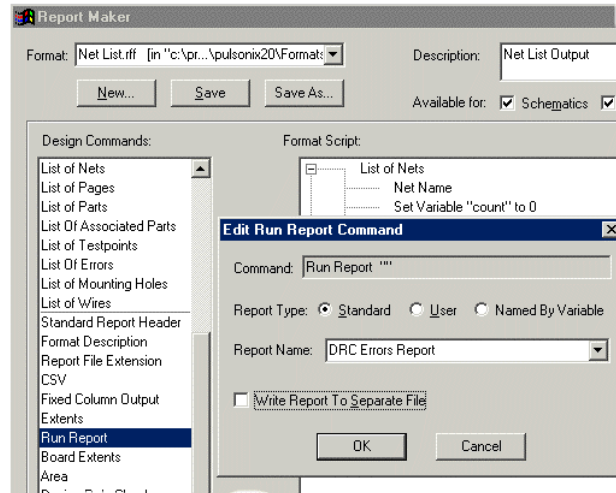 Report Maker
Format: Net List.rff [in "c:\pr...\pulsonix20\Formats
Description: Net List Output
New... Save Save As...
Available for: Schematics
Design Commands:
Format Script:
List of Nets
List of Pages
List of Parts
List Of Associated Parts
List of Testpoints
List Of Errors
List of Mounting Holes
List of Wires
Standard Report Header
Format Description
Report File Extension
CSV
Fixed Column Output
Extents
Run Report
Board Extents
Area
List of Nets
Net Name
Set Variable "count" to 0
Edit Run Report Command
Command: Run Report ""
Report Type: Standard User Named By Variable
Report Name: DRC Errors Report
Write Report To Separate File
OK Cancel